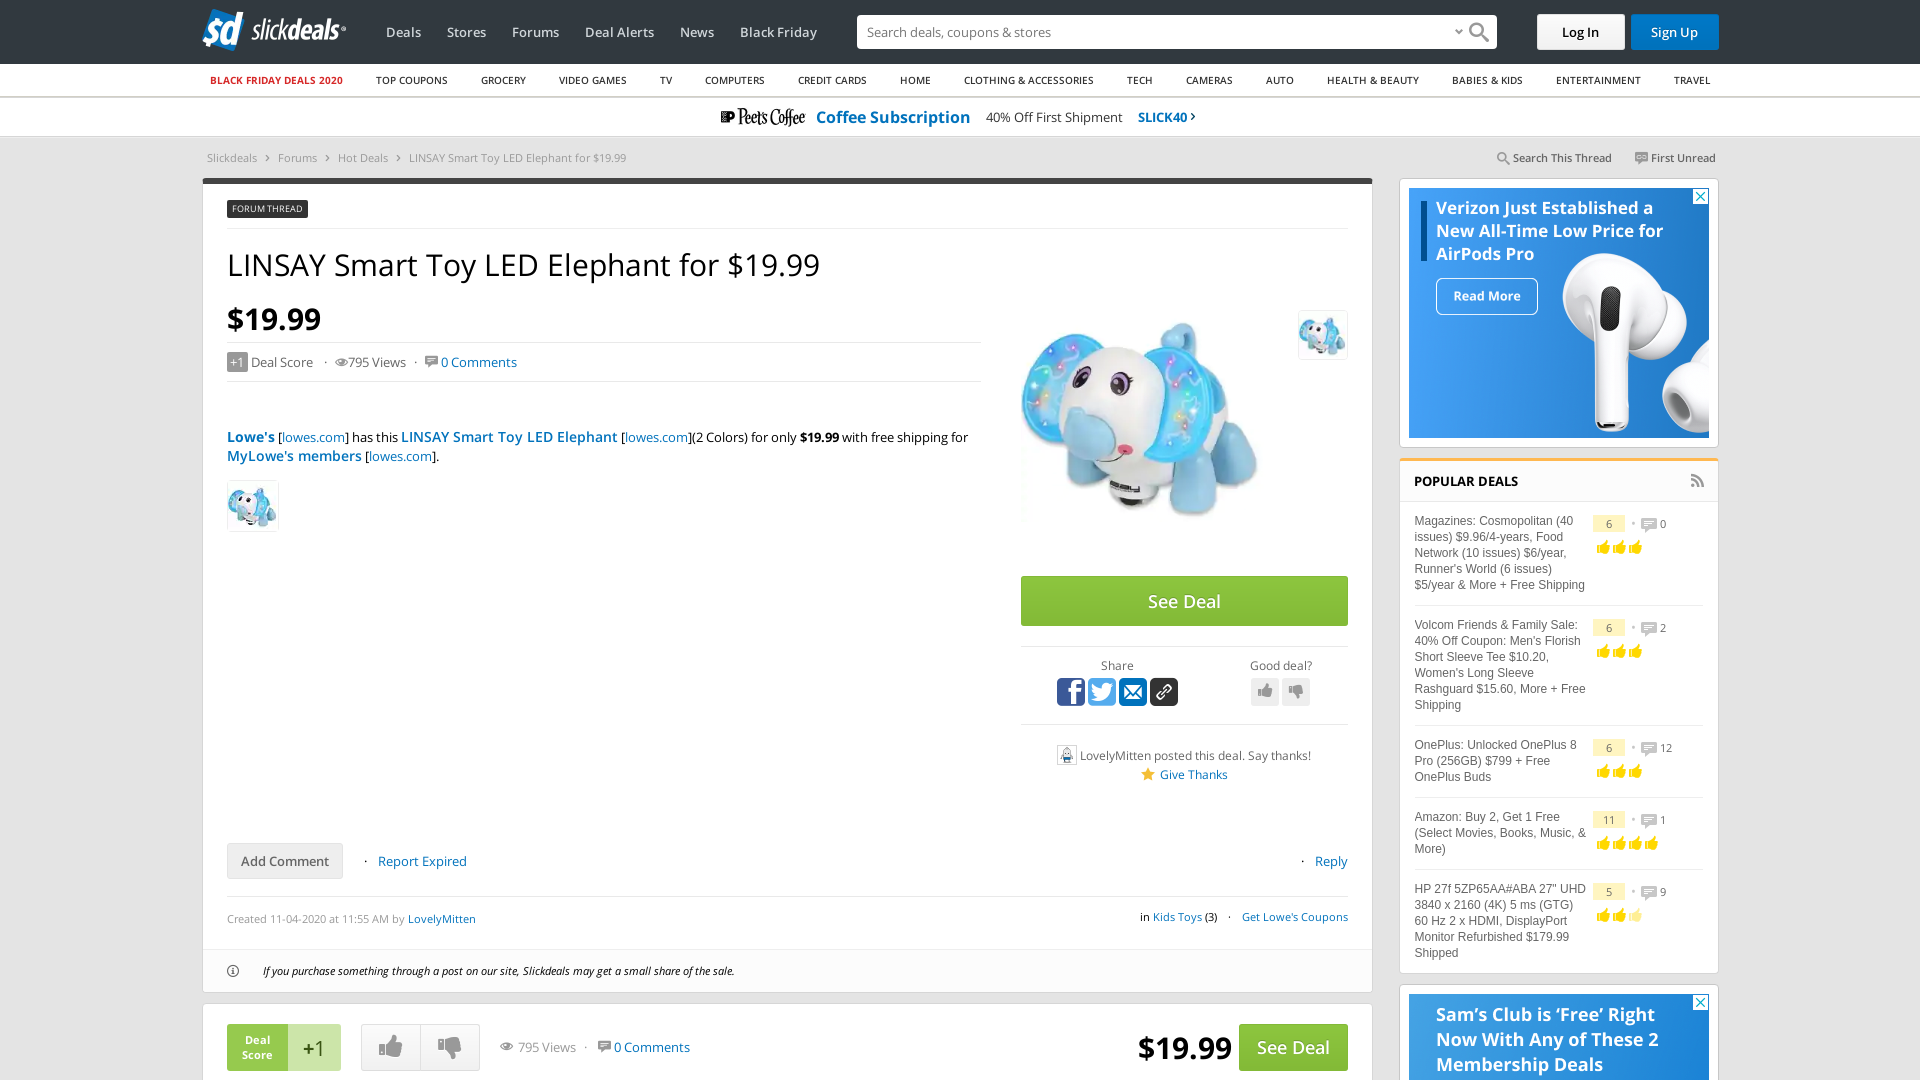 sd slickdeals
Deals
Stores
Forums
Deal Alerts
News
Black Friday
Search deals, coupons & stores
Log In
Sign Up
BLACK FRIDAY DEALS 2020
TOP COUPONS
GROCERY
VIDEO GAMES
TV
COMPUTERS
CREDIT CARDS
HOME
CLOTHING & ACCESSORIES
TECH
CAMERAS
AUTO
HEALTH & BEAUTY
BABIES & KIDS
ENTERTAINMENT
TRAVEL
Peet's Coffee Coffee Subscription 40% Off First Shipment SLICK40
Slickdeals › Forums › Hot Deals › LINSAY Smart Toy LED Elephant for $19.99
Search This Thread
First Unread
FORUM THREAD
LINSAY Smart Toy LED Elephant for $19.99
$19.99
+1 Deal Score · 795 Views · 0 Comments
Lowe's [lowes.com] has this LINSAY Smart Toy LED Elephant [lowes.com](2 Colors) for only $19.99 with free shipping for
MyLowe's members [lowes.com].
See Deal
Share
Good deal?
LovelyMitten posted this deal. Say thanks!
Give Thanks
Add Comment
· Report Expired
· Reply
Created 11-04-2020 at 11:55 AM by LovelyMitten
in Kids Toys (3) · Get Lowe's Coupons
If you purchase something through a post on our site, Slickdeals may get a small share of the sale.
Deal
Score
+1
795 Views · 0 Comments
$19.99
See Deal
Verizon Just Established a
New All-Time Low Price for
AirPods Pro
Read More
POPULAR DEALS
Magazines: Cosmopolitan (40
issues) $9.96/4-years, Food
Network (10 issues) $6/year,
Runner's World (6 issues)
$5/year & More + Free Shipping
6 • 0
Volcom Friends & Family Sale:
40% Off Coupon: Men's Florish
Short Sleeve Tee $10.20,
Women's Long Sleeve
Rashguard $15.60, More + Free
Shipping
6 • 2
OnePlus: Unlocked OnePlus 8
Pro (256GB) $799 + Free
OnePlus Buds
6 • 12
Amazon: Buy 2, Get 1 Free
(Select Movies, Books, Music, &
More)
11 • 1
HP 27f 5ZP65AA#ABA 27" UHD
3840 x 2160 (4K) 5 ms (GTG)
60 Hz 2 x HDMI, DisplayPort
Monitor Refurbished $179.99
Shipped
5 • 9
Sam's Club is ‘Free’ Right
Now With Any of These 2
Membership Deals